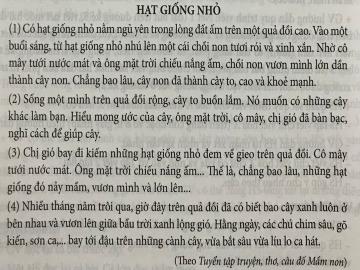 HẠT GIỐNG NHỎ
(1) Có hạt giống nhỏ nằm ngủ yên trong lòng đất ấm trên một quả đồi cao. Vào một
buổi sáng, từ hạt giống nhỏ nhú lên một cái chồi non tươi rói và xinh xắn. Nhờ cô
mây tưới nước mát và ông mặt trời chiếu nắng ấm, chồi non vươn mình lớn dần
thành cây non. Chẳng bao lâu, cây non đã thành cây to, cao và khoẻ mạnh.
(2) Sống một mình trên quả đồi rộng, cây to buồn lắm. Nó muốn có những cây
khác làm bạn. Hiểu mong ước của cây, ông mặt trời, cô mây, chị gió đã bàn bạc,
nghĩ cách để giúp cây.
(3) Chị gió bay đi kiếm những hạt giống nhỏ đem về gieo trên quả đồi. Cô mây
tưới nước mát. Ông mặt trời chiếu nắng ấm... Thế là, chẳng bao lâu, những hạt
giống đó nảy mầm, vươn mình và lớn lên...
(4) Nhiều tháng năm trôi qua, giờ đây trên quả đồi đã có biết bao cây xanh luôn ở
bên nhau và vươn lên giữa bầu trời xanh lộng gió. Hằng ngày, các chú chim sâu, gõ
kiến, sơn ca,... bay tới đậu trên những cành cây, vừa bắt sâu vừa líu lo ca hát.
(Theo Tuyển tập truyện, thơ, câu đố Mầm non)